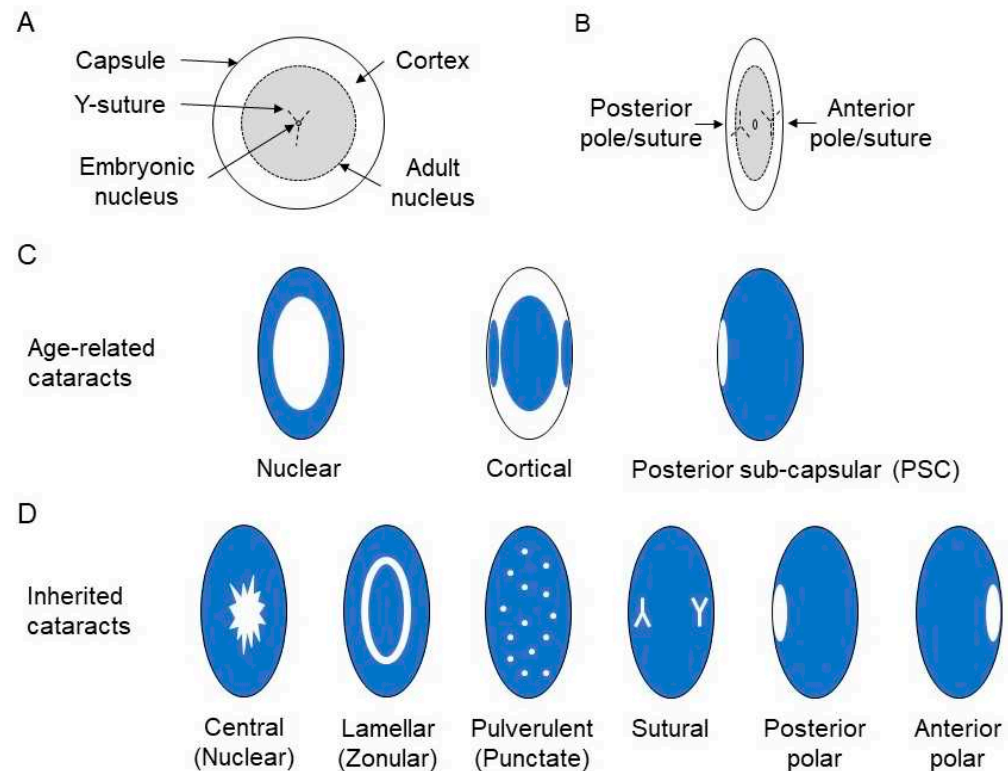 A
Capsule
Cortex
Y-suture
Embryonic
nucleus
Adult
nucleus
B
Posterior
pole/suture
Anterior
pole/suture
C
Age-related
cataracts
Nuclear
Cortical
Posterior sub-capsular (PSC)
D
Inherited
cataracts
Central
(Nuclear)
Lamellar
(Zonular)
Pulverulent
(Punctate)
Sutural
Posterior
polar
Anterior
polar